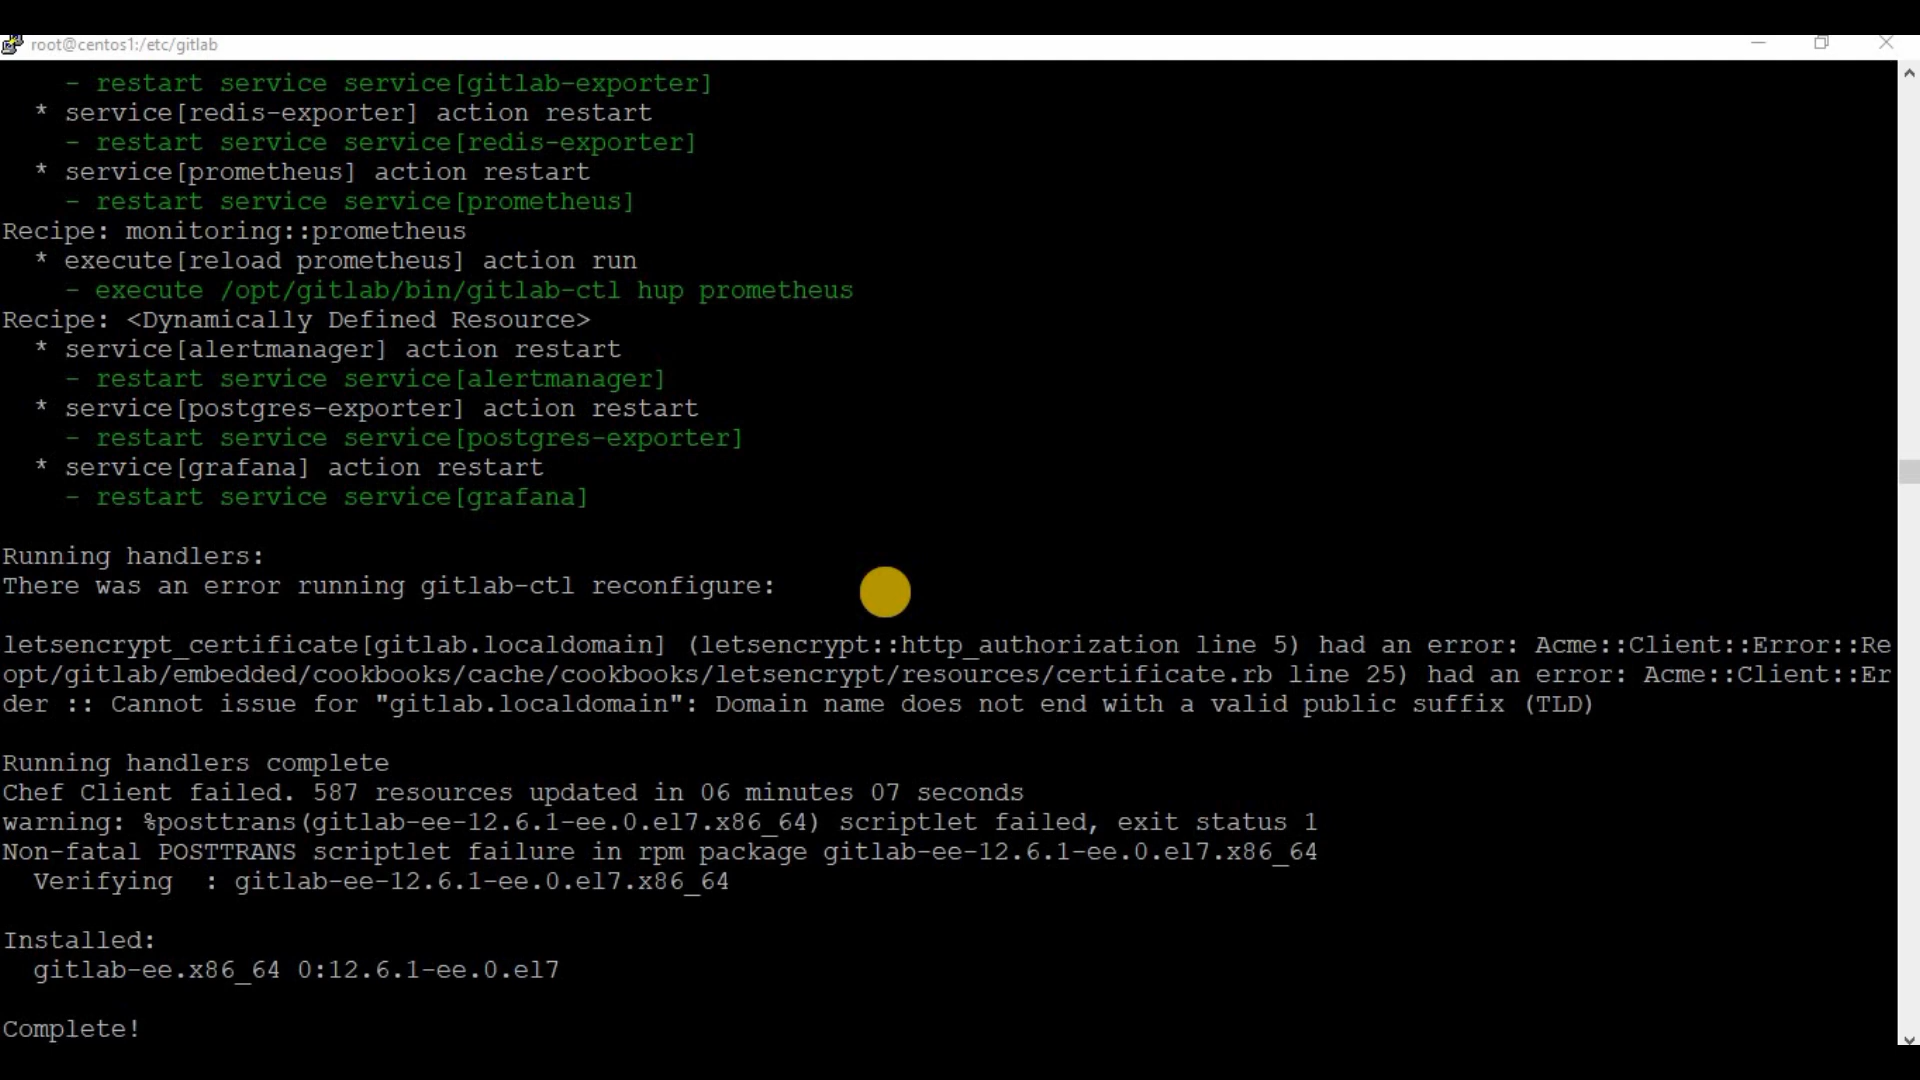 root@centos1:/etc/gitlab
- restart service service[gitlab-exporter]
* service[redis-exporter] action restart
- restart service service[redis-exporter]
* service[prometheus] action restart
- restart service service[prometheus]
Recipe: monitoring::prometheus
* execute[reload prometheus] action run
- execute /opt/gitlab/bin/gitlab-ctl hup prometheus
Recipe: <Dynamically Defined Resource>
* service[alertmanager] action restart
- restart service service[alertmanager]
* service[postgres-exporter] action restart
- restart service service[postgres-exporter]
* service[grafana] action restart
- restart service service[grafana]
Running handlers:
There was an error running gitlab-ctl reconfigure:
letsencrypt_certificate[gitlab.localdomain] (letsencrypt::http_authorization line 5) had an error: Acme::Client::Error::Re
opt/gitlab/embedded/cookbooks/cache/cookbooks/letsencrypt/resources/certificate.rb line 25) had an error: Acme::Client::Er
der :: Cannot issue for "gitlab.localdomain": Domain name does not end with a valid public suffix (TLD)
Running handlers complete
Chef Client failed. 587 resources updated in 06 minutes 07 seconds
warning: %posttrans(gitlab-ee-12.6.1-ee.0.el7.x86_64) scriptlet failed, exit status 1
Non-fatal POSTTRANS scriptlet failure in rpm package gitlab-ee-12.6.1-ee.0.el7.x86_64
Verifying  : gitlab-ee-12.6.1-ee.0.el7.x86_64
Installed:
gitlab-ee.x86_64 0:12.6.1-ee.0.el7
Complete!